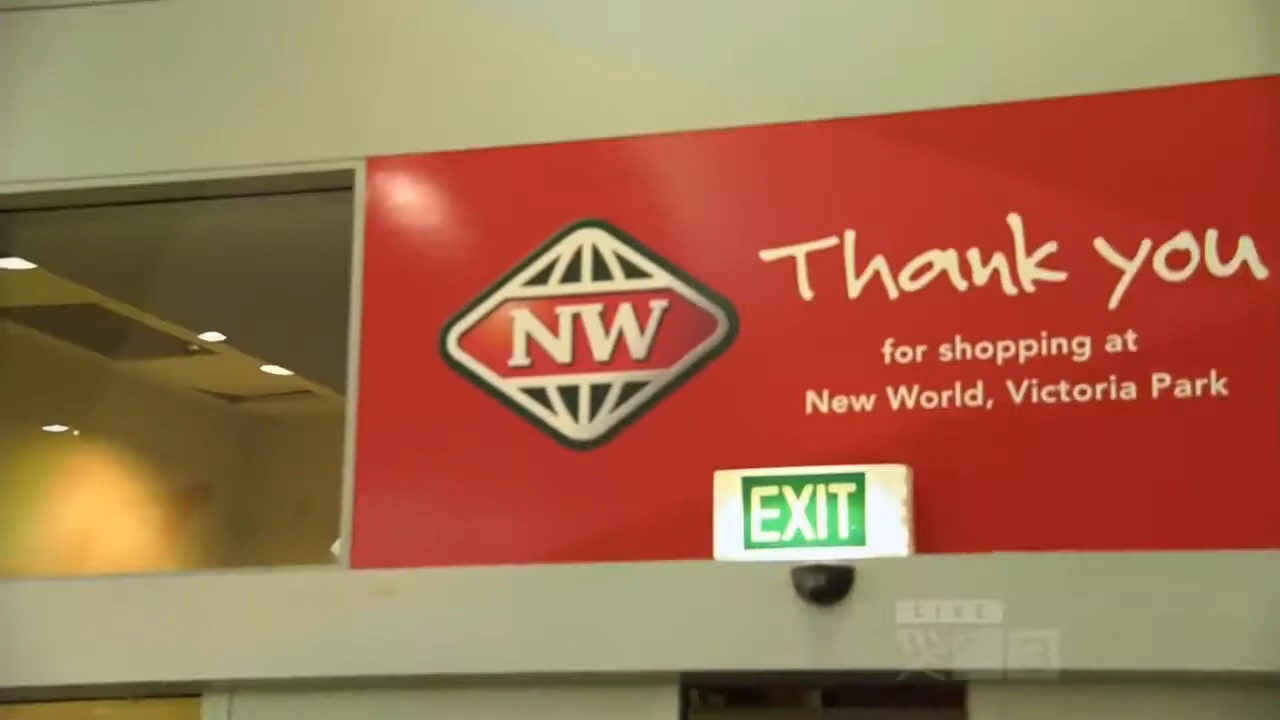 Thank you
NW
for shopping at
New World, Victoria Park
EXIT
LIVE